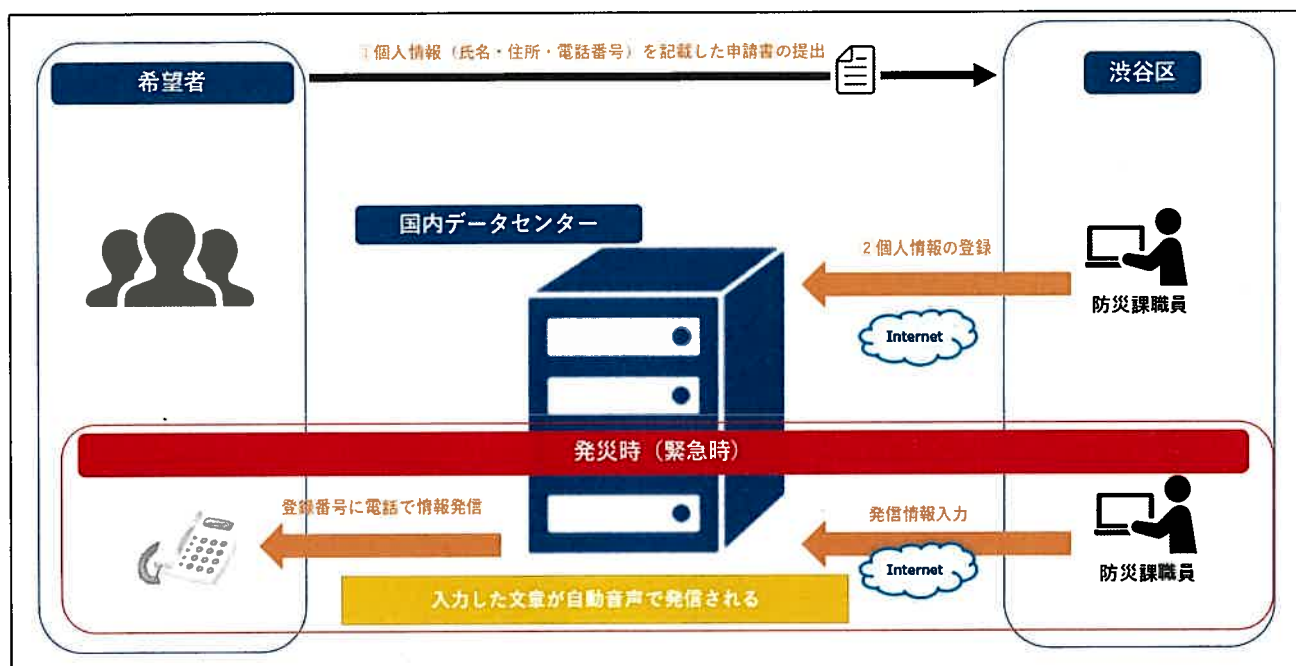 1 個人情報（氏名・住所・電話番号）を記載した申請書の提出
希望者
渋谷区
国内データセンター
2 個人情報の登録
Internet
防災課職員
発災時（緊急時）
登録番号に電話で情報発信
発信情報入力
Internet
防災課職員
入力した文章が自動音声で発信される